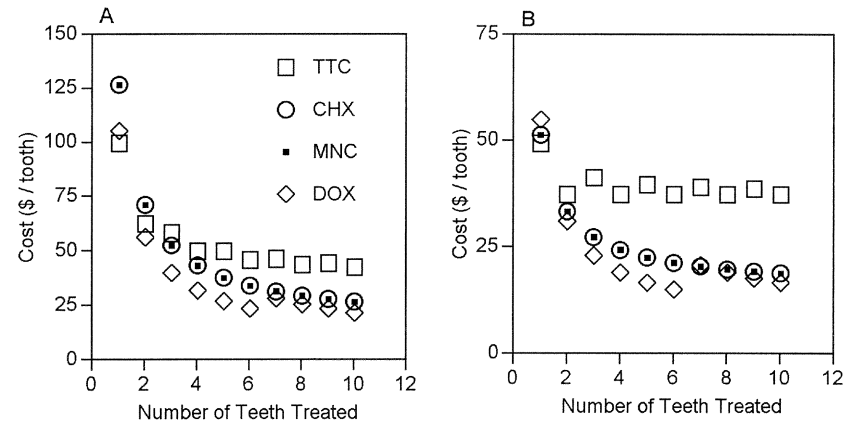 A
150
125
100
75
50
25
0
Cost ($ / tooth)
TTC
CHX
MNC
DOX
0 2 4 6 8 10 12
Number of Teeth Treated
B
75
50
25
0
Cost ($ / tooth)
0 2 4 6 8 10 12
Number of Teeth Treated